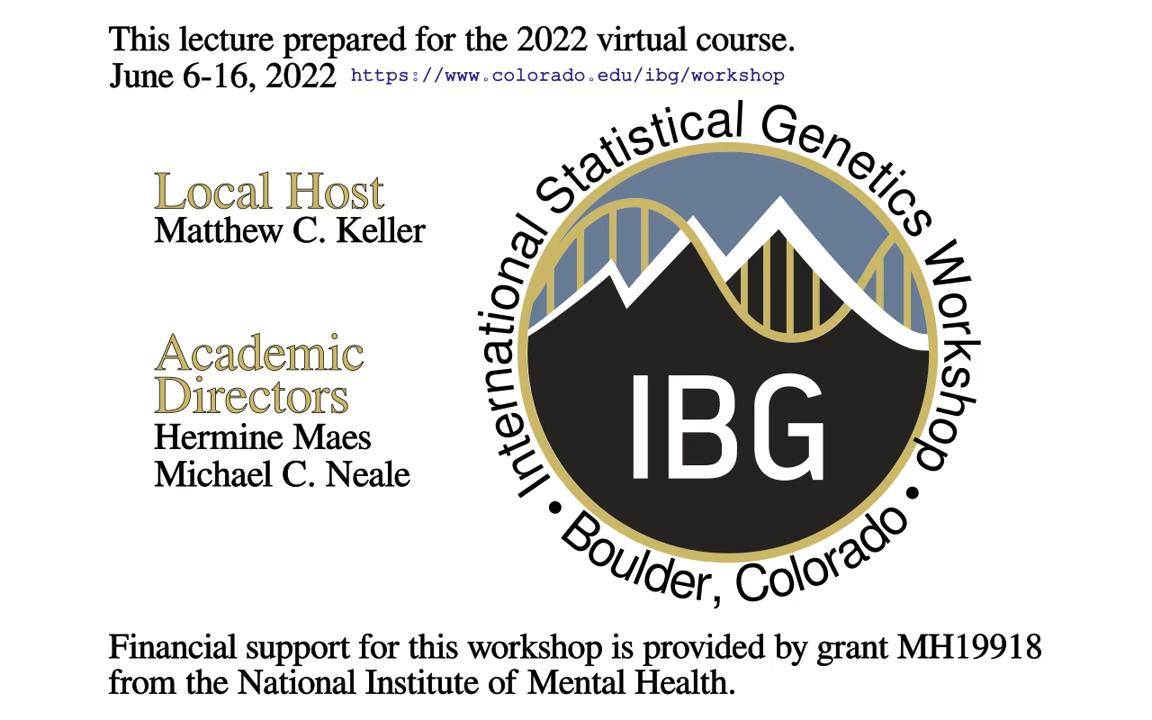 This lecture prepared for the 2022 virtual course.
June 6-16, 2022 https://www.colorado.edu/ibg/workshop
Local Host
Matthew C. Keller
Academic
Directors
Hermine Maes
Michael C. Neale
International Statistical Genetics Workshop
• Boulder, Colorado •
IBG
Financial support for this workshop is provided by grant MH19918
from the National Institute of Mental Health.